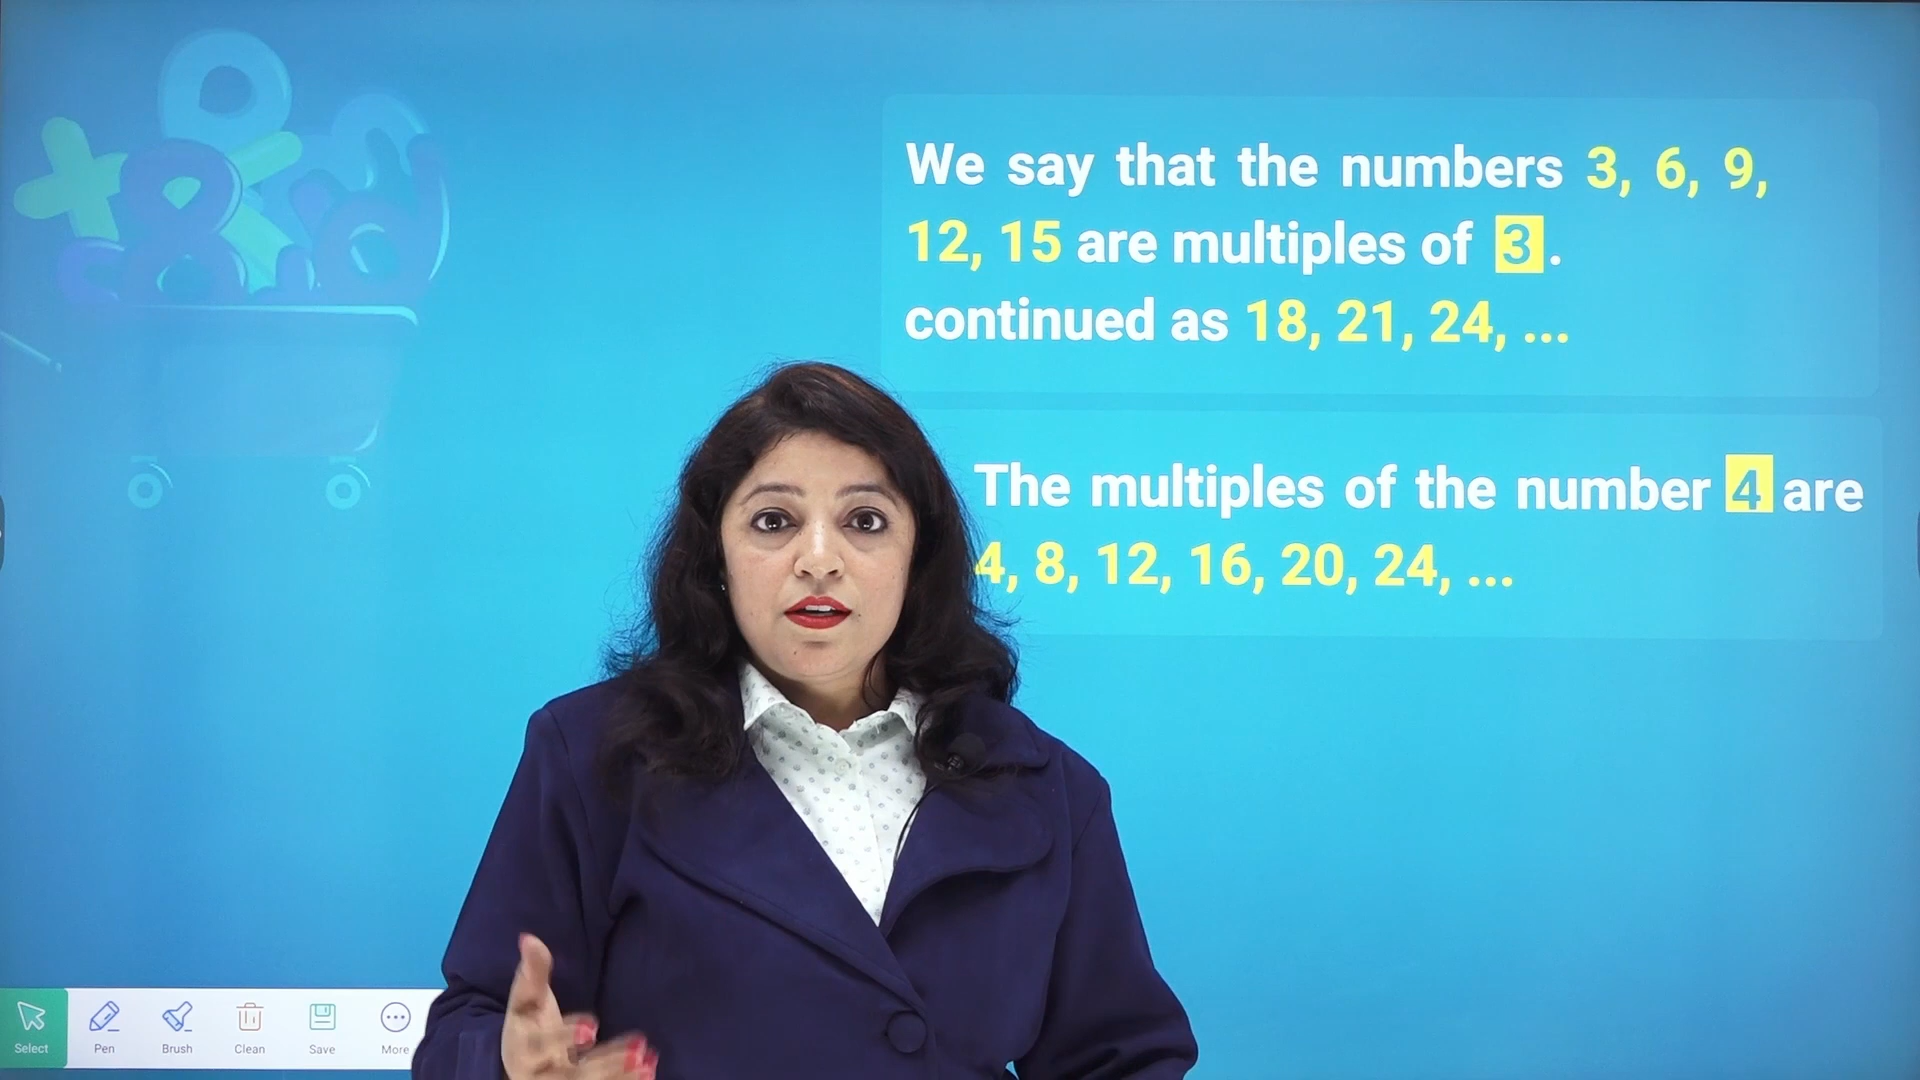 We say that the numbers 3, 6, 9,
12, 15 are multiples of 3.
continued as 18, 21, 24, ...
The multiples of the number 4 are
4, 8, 12, 16, 20, 24, ...
Select Pen Brush Clean Save More